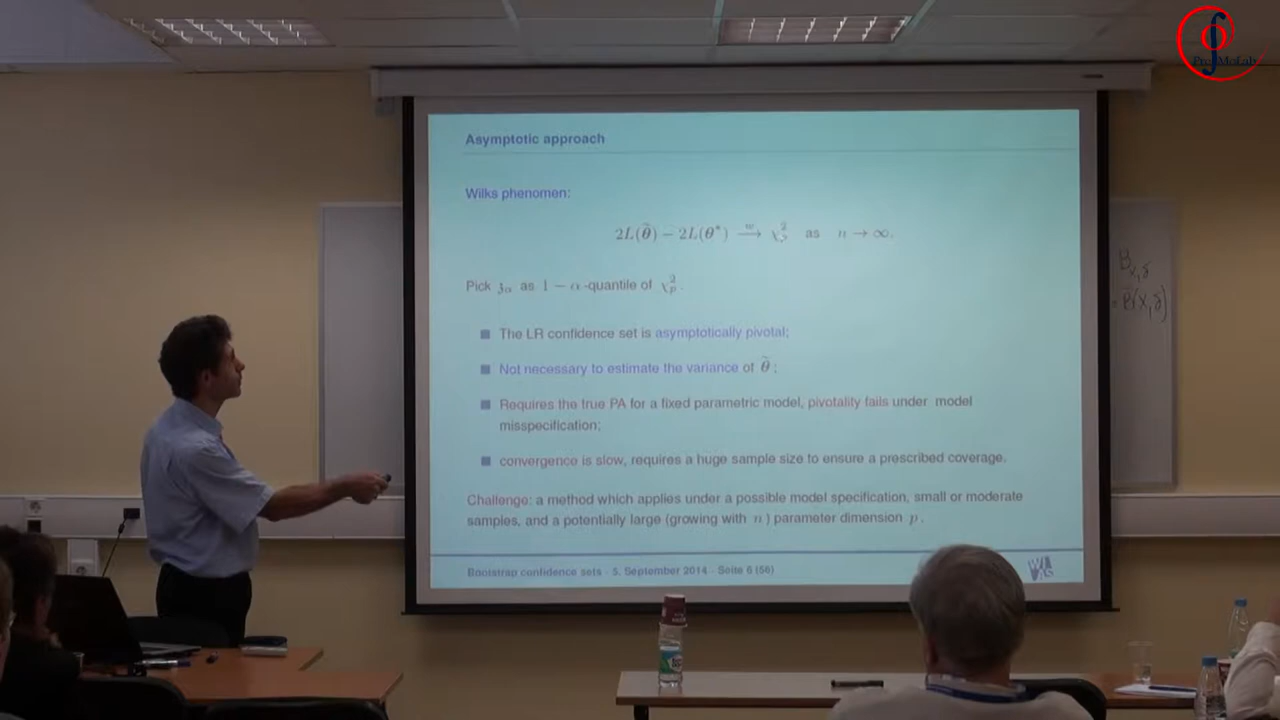 PreMoLab
Asymptotic approach
Wilks phenomen:
2L(θ̃) − 2L(θ*) →ʷ χ²ₚ as n → ∞.
Pick 𝔷_α as 1 − α-quantile of χ²ₚ.
The LR confidence set is asymptotically pivotal;
Not necessary to estimate the variance of θ̃;
Requires the true PA for a fixed parametric model, pivotality fails under model
misspecification;
convergence is slow, requires a huge sample size to ensure a prescribed coverage.
Challenge: a method which applies under a possible model specification, small or moderate
samples, and a potentially large (growing with n) parameter dimension p.
Bootstrap confidence sets · 5. September 2014 · Seite 6 (56)